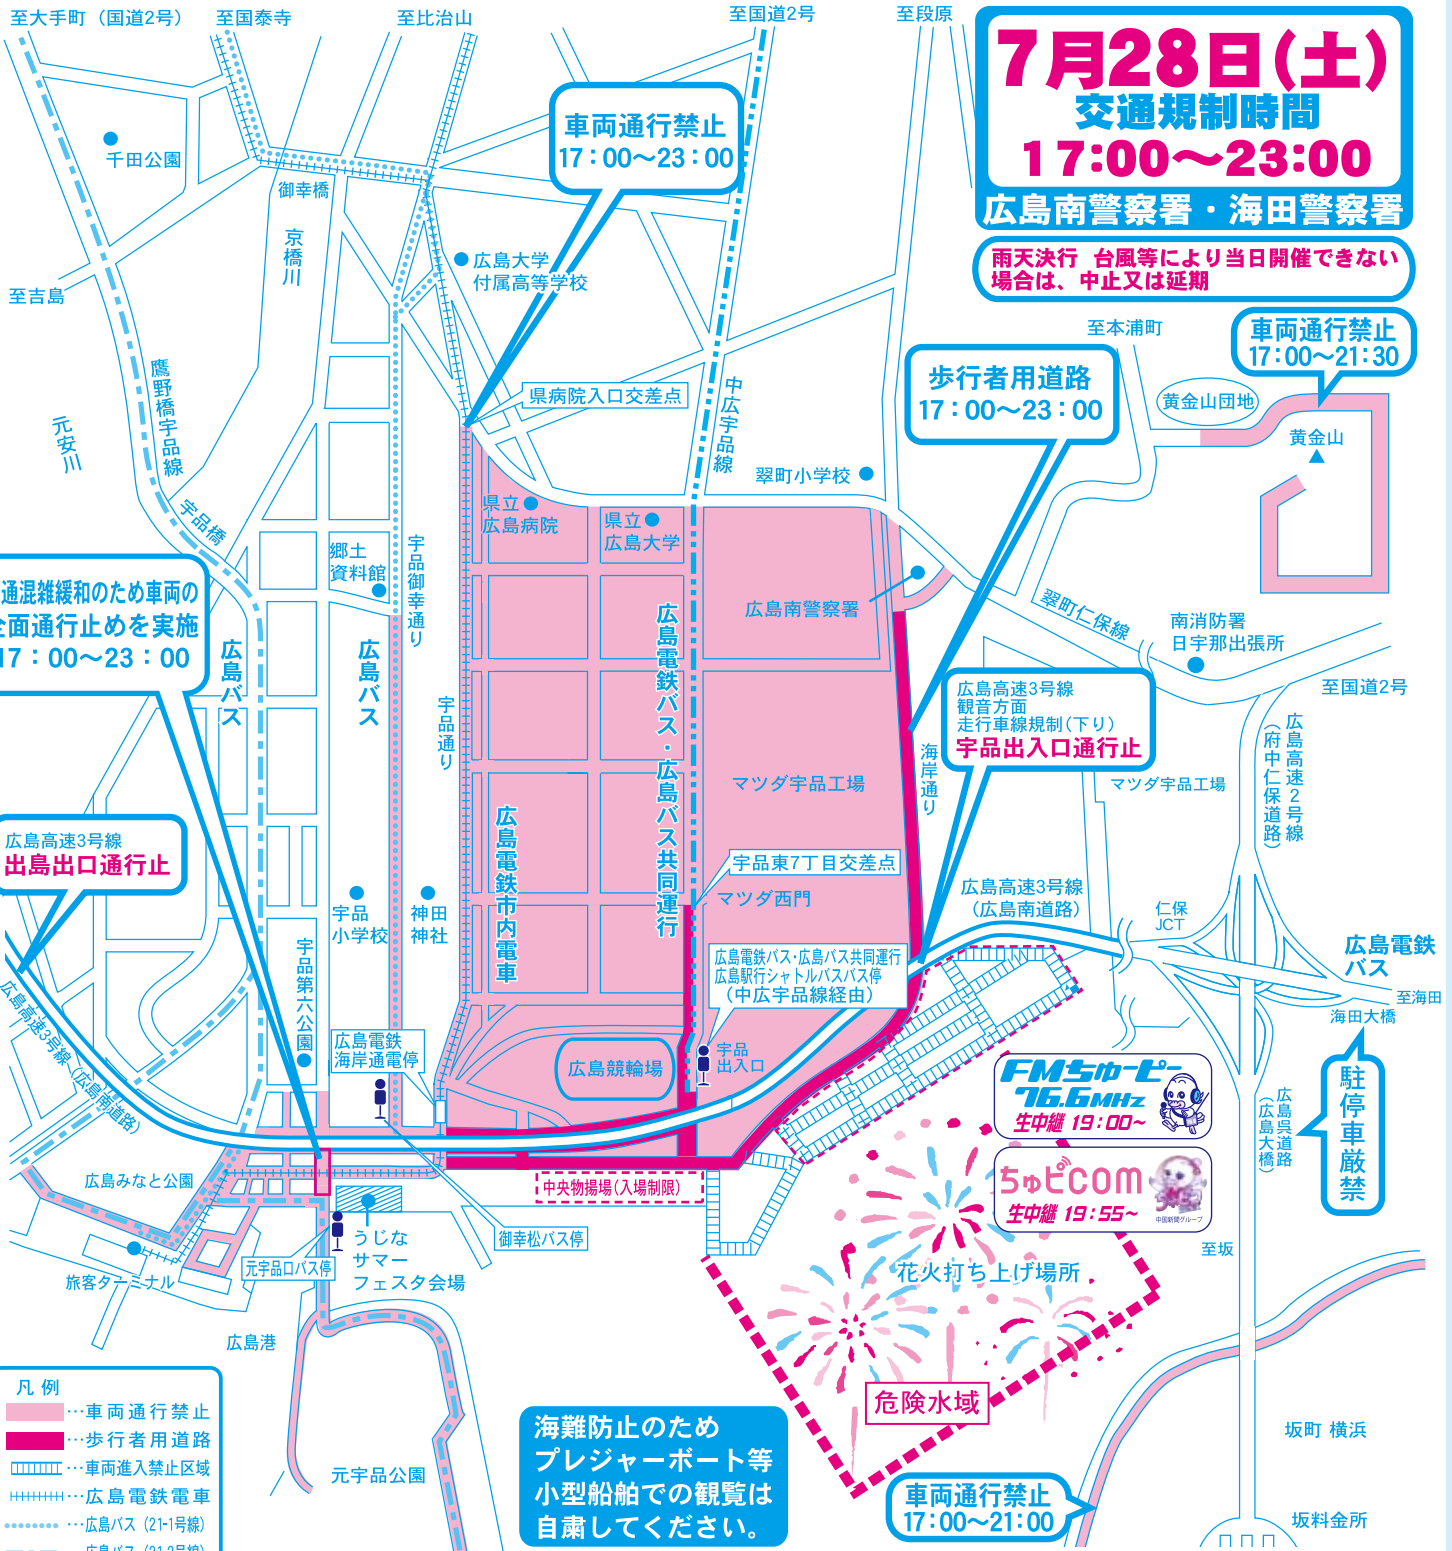 至大手町（国道2号）
至国泰寺
至比治山
至国道2号
至段原
7月28日(土)
交通規制時間
17:00～23:00
広島南警察署・海田警察署
雨天決行　台風等により当日開催できない
場合は、中止又は延期
車両通行禁止
17：00～23：00
千田公園
御幸橋
京橋川
広島大学
付属高等学校
至吉島
至本浦町
車両通行禁止
17:00～21:30
鷹野橋宇品線
元安川
県病院入口交差点
中広宇品線
歩行者用道路
17：00～23：00
黄金山団地
黄金山
翠町小学校
宇品橋
県立
広島病院
県立
広島大学
郷土
資料館
宇品御幸通り
通混雑緩和のため車両の
全面通行止めを実施
17：00～23：00
広島バス
広島バス
宇品通り
広島電鉄バス・広島バス共同運行
広島南警察署
翠町仁保線
南消防署
日宇那出張所
至国道2号
広島高速3号線
観音方面
走行車線規制(下り)
宇品出入口通行止
海岸通り
広島高速2号線
（府中仁保道路）
マツダ宇品工場
マツダ宇品工場
広島高速3号線
出島出口通行止
広島電鉄市内電車
宇品東7丁目交差点
マツダ西門
広島高速3号線
（広島南道路）
仁保
JCT
宇品
小学校
神田
神社
宇品第六公園
広島電鉄バス・広島バス共同運行
広島駅行シャトルバスバス停
（中広宇品線経由）
広島電鉄
バス
至海田
海田大橋
広島高速3号線（広島南道路）
広島電鉄
海岸通電停
広島競輪場
宇品
出入口
FMちゅーピー
76.6MHz
生中継 19:00~
駐停車厳禁
広島呉道路
（広島大橋）
広島みなと公園
中央物揚場(入場制限)
ちゅピCOM
生中継 19:55~
中国新聞グループ
御幸松バス停
うじな
サマー
フェスタ会場
元宇品口バス停
旅客ターミナル
至坂
花火打ち上げ場所
広島港
凡例
…車両通行禁止
…歩行者用道路
…車両進入禁止区域
…広島電鉄電車
…広島バス（21-1号線）
広島バス（21-2号線）
危険水域
海難防止のため
プレジャーボート等
小型船舶での観覧は
自粛してください。
元宇品公園
坂町 横浜
車両通行禁止
17:00～21:00
坂料金所